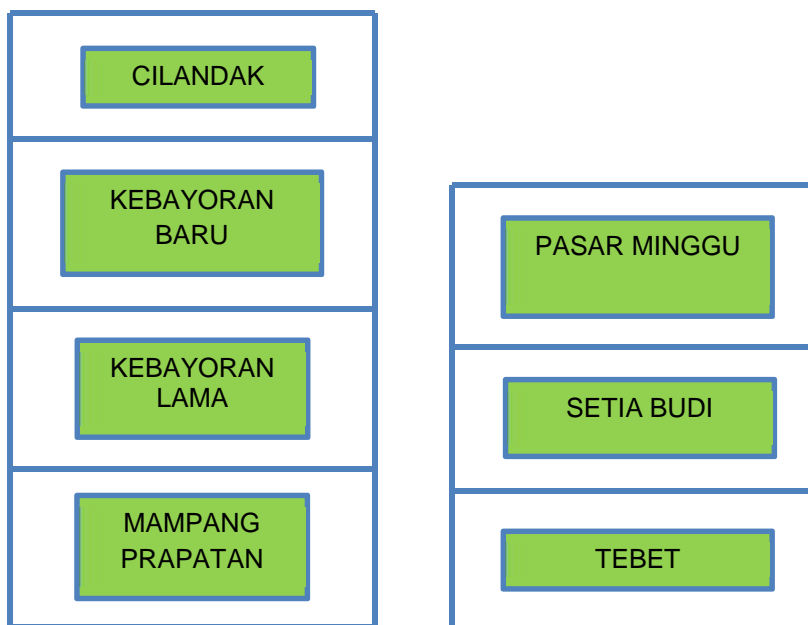 CILANDAK
KEBAYORAN
BARU
KEBAYORAN
LAMA
MAMPANG
PRAPATAN
PASAR MINGGU
SETIA BUDI
TEBET